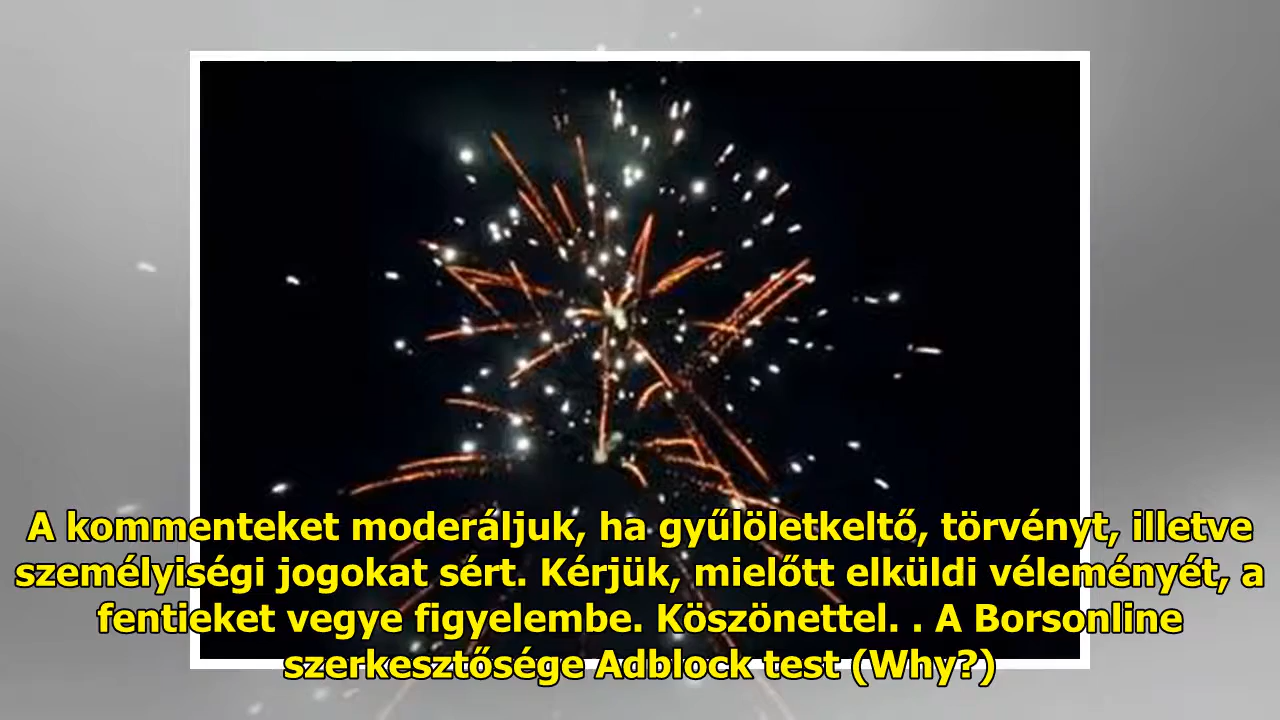 A kommenteket moderáljuk, ha gyűlöletkeltő, törvényt, illetve
személyiségi jogokat sért. Kérjük, mielőtt elküldi véleményét, a
fentieket vegye figyelembe. Köszönettel. . A Borsonline
szerkesztősége Adblock test (Why?)